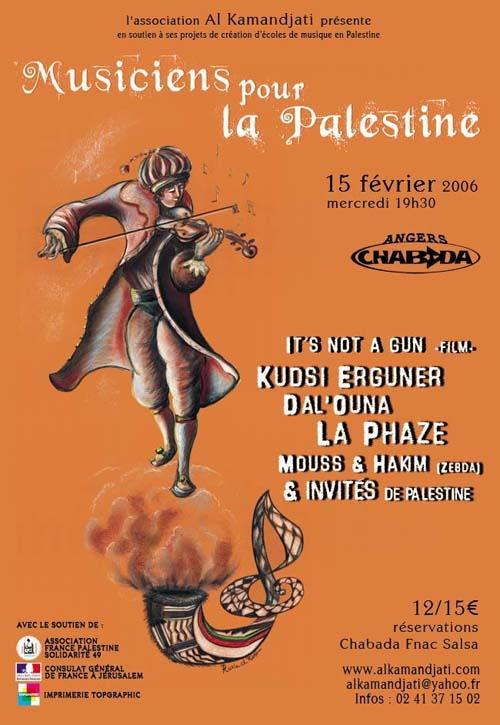 l'association Al Kamandjati présente
en soutien à ses projets de création d'écoles de musique en Palestine
Musiciens pour
la Palestine
15 février 2006
mercredi 19h30
ANGERS
CHABADA
IT'S NOT A GUN -FILM-
KUDSI ERGUNER
DAL'OUNA
LA PHAZE
MOUSS & HAKIM (ZEBDA)
& INVITÉS DE PALESTINE
AVEC LE SOUTIEN DE :
ASSOCIATION
FRANCE PALESTINE
SOLIDARITÉ 49
CONSULAT GÉNÉRAL
DE FRANCE À JÉRUSALEM
IMPRIMERIE TOPGRAPHIC
12/15€
réservations
Chabada Fnac Salsa
www.alkamandjati.com
alkamandjati@yahoo.fr
Infos : 02 41 37 15 02